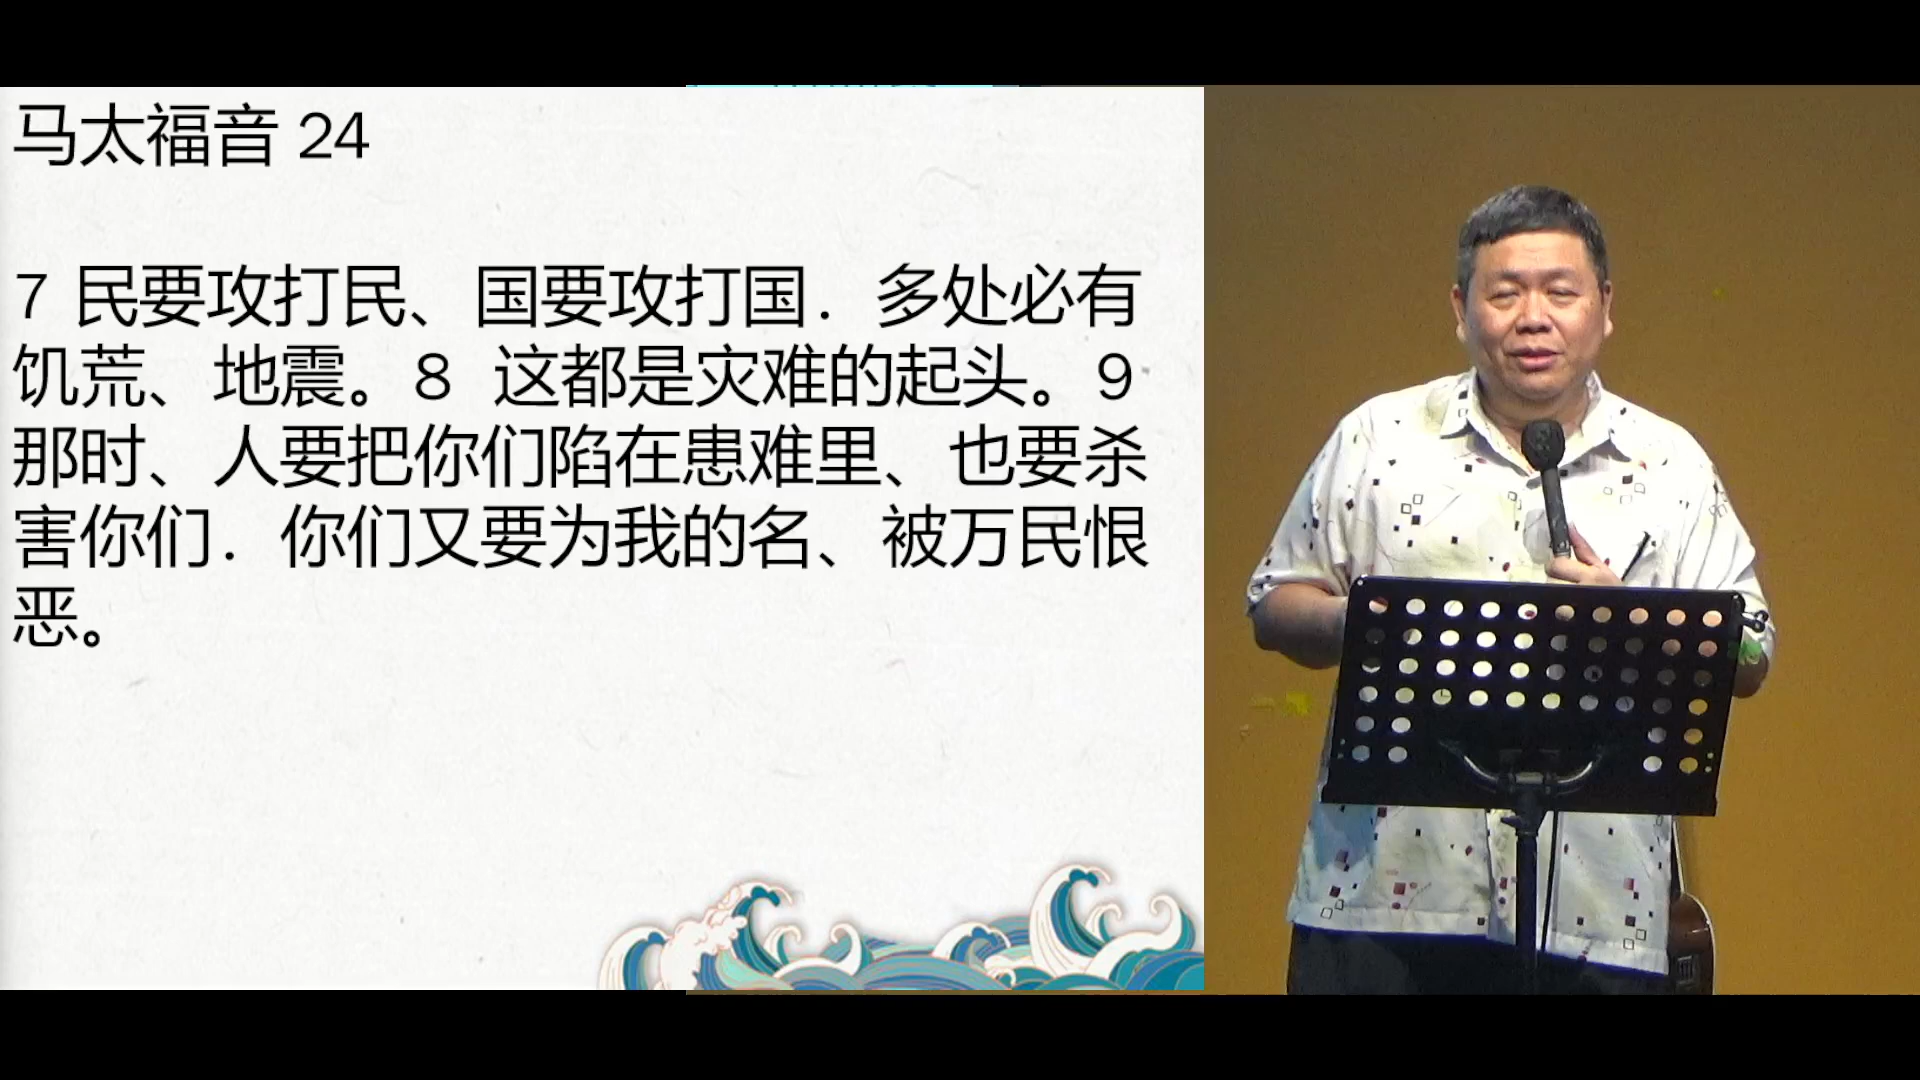 马太福音 24
7 民要攻打民、国要攻打国．多处必有
饥荒、地震。8 这都是灾难的起头。9
那时、人要把你们陷在患难里、也要杀
害你们．你们又要为我的名、被万民恨
恶。